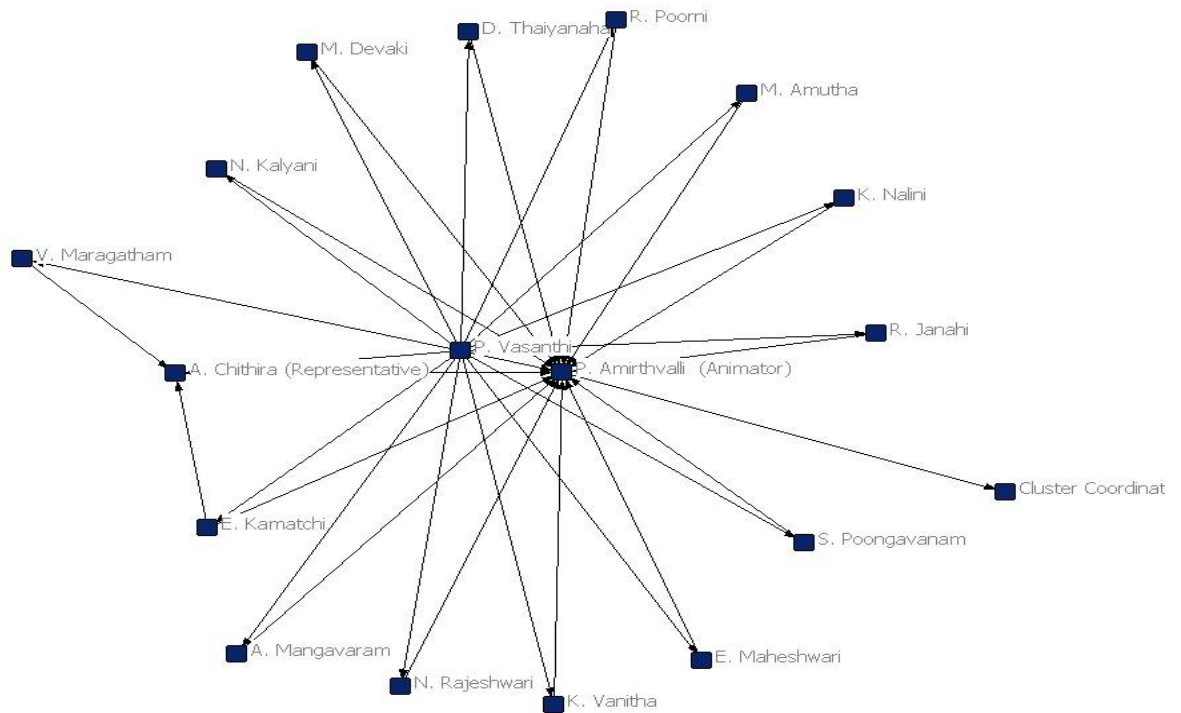 D. Thaiyanaha
R. Poorni
M. Devaki
M. Amutha
N. Kalyani
K. Nalini
V. Maragatham
R. Janahi
P. Vasanthi
A. Chithira (Representative)
P. Amirthvalli (Animator)
Cluster Coordinat
E. Kamatchi
S. Poongavanam
A. Mangavaram
E. Maheshwari
N. Rajeshwari
K. Vanitha